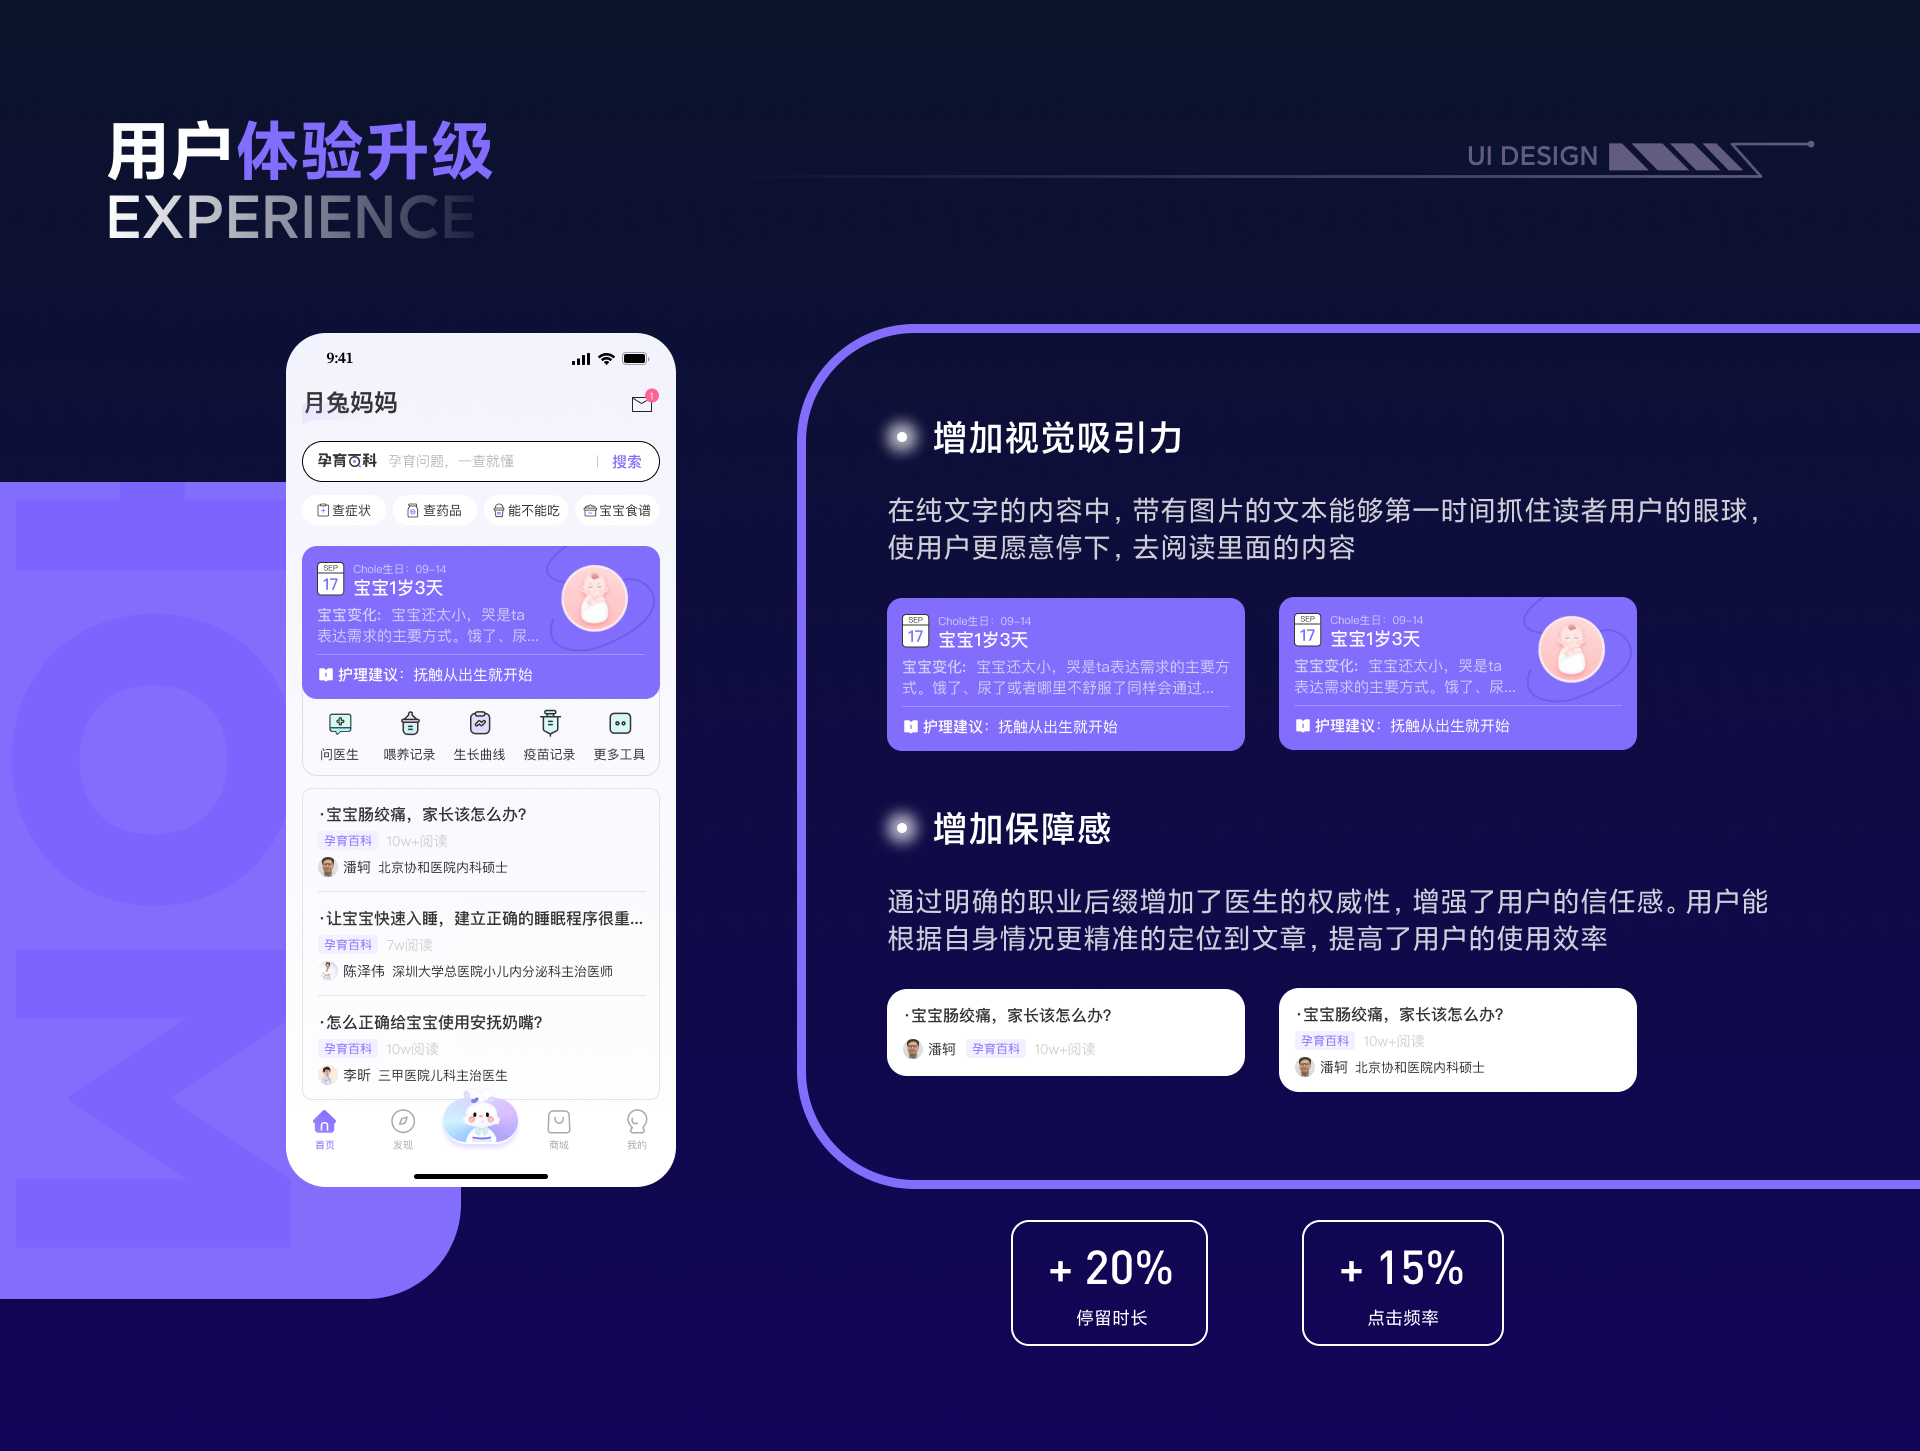 用户体验升级
EXPERIENCE
UI DESIGN
9:41
月兔妈妈
1
孕育百科 孕育问题，一查就懂 搜索
查症状 查药品 能不能吃 宝宝食谱
SEP
17
Chole生日：09-14
宝宝1岁3天
宝宝变化：宝宝还太小，哭是ta
表达需求的主要方式。饿了、尿...
护理建议：抚触从出生就开始
问医生 喂养记录 生长曲线 疫苗记录 更多工具
·宝宝肠绞痛，家长该怎么办?
孕育百科 10w+阅读
潘轲 北京协和医院内科硕士
·让宝宝快速入睡，建立正确的睡眠程序很重...
孕育百科 7w阅读
陈泽伟 深圳大学总医院小儿内分泌科主治医师
·怎么正确给宝宝使用安抚奶嘴?
孕育百科 10w阅读
李昕 三甲医院儿科主治医生
首页 发现 商城 我的
增加视觉吸引力
在纯文字的内容中，带有图片的文本能够第一时间抓住读者用户的眼球，
使用户更愿意停下，去阅读里面的内容
SEP
17
Chole生日：09-14
宝宝1岁3天
宝宝变化：宝宝还太小，哭是ta表达需求的主要方
式。饿了、尿了或者哪里不舒服了同样会通过...
护理建议：抚触从出生就开始
SEP
17
Chole生日：09-14
宝宝1岁3天
宝宝变化：宝宝还太小，哭是ta
表达需求的主要方式。饿了、尿...
护理建议：抚触从出生就开始
增加保障感
通过明确的职业后缀增加了医生的权威性，增强了用户的信任感。用户能
根据自身情况更精准的定位到文章，提高了用户的使用效率
·宝宝肠绞痛，家长该怎么办?
潘轲 孕育百科 10w+阅读
·宝宝肠绞痛，家长该怎么办?
孕育百科 10w+阅读
潘轲 北京协和医院内科硕士
+ 20%
停留时长
+ 15%
点击频率